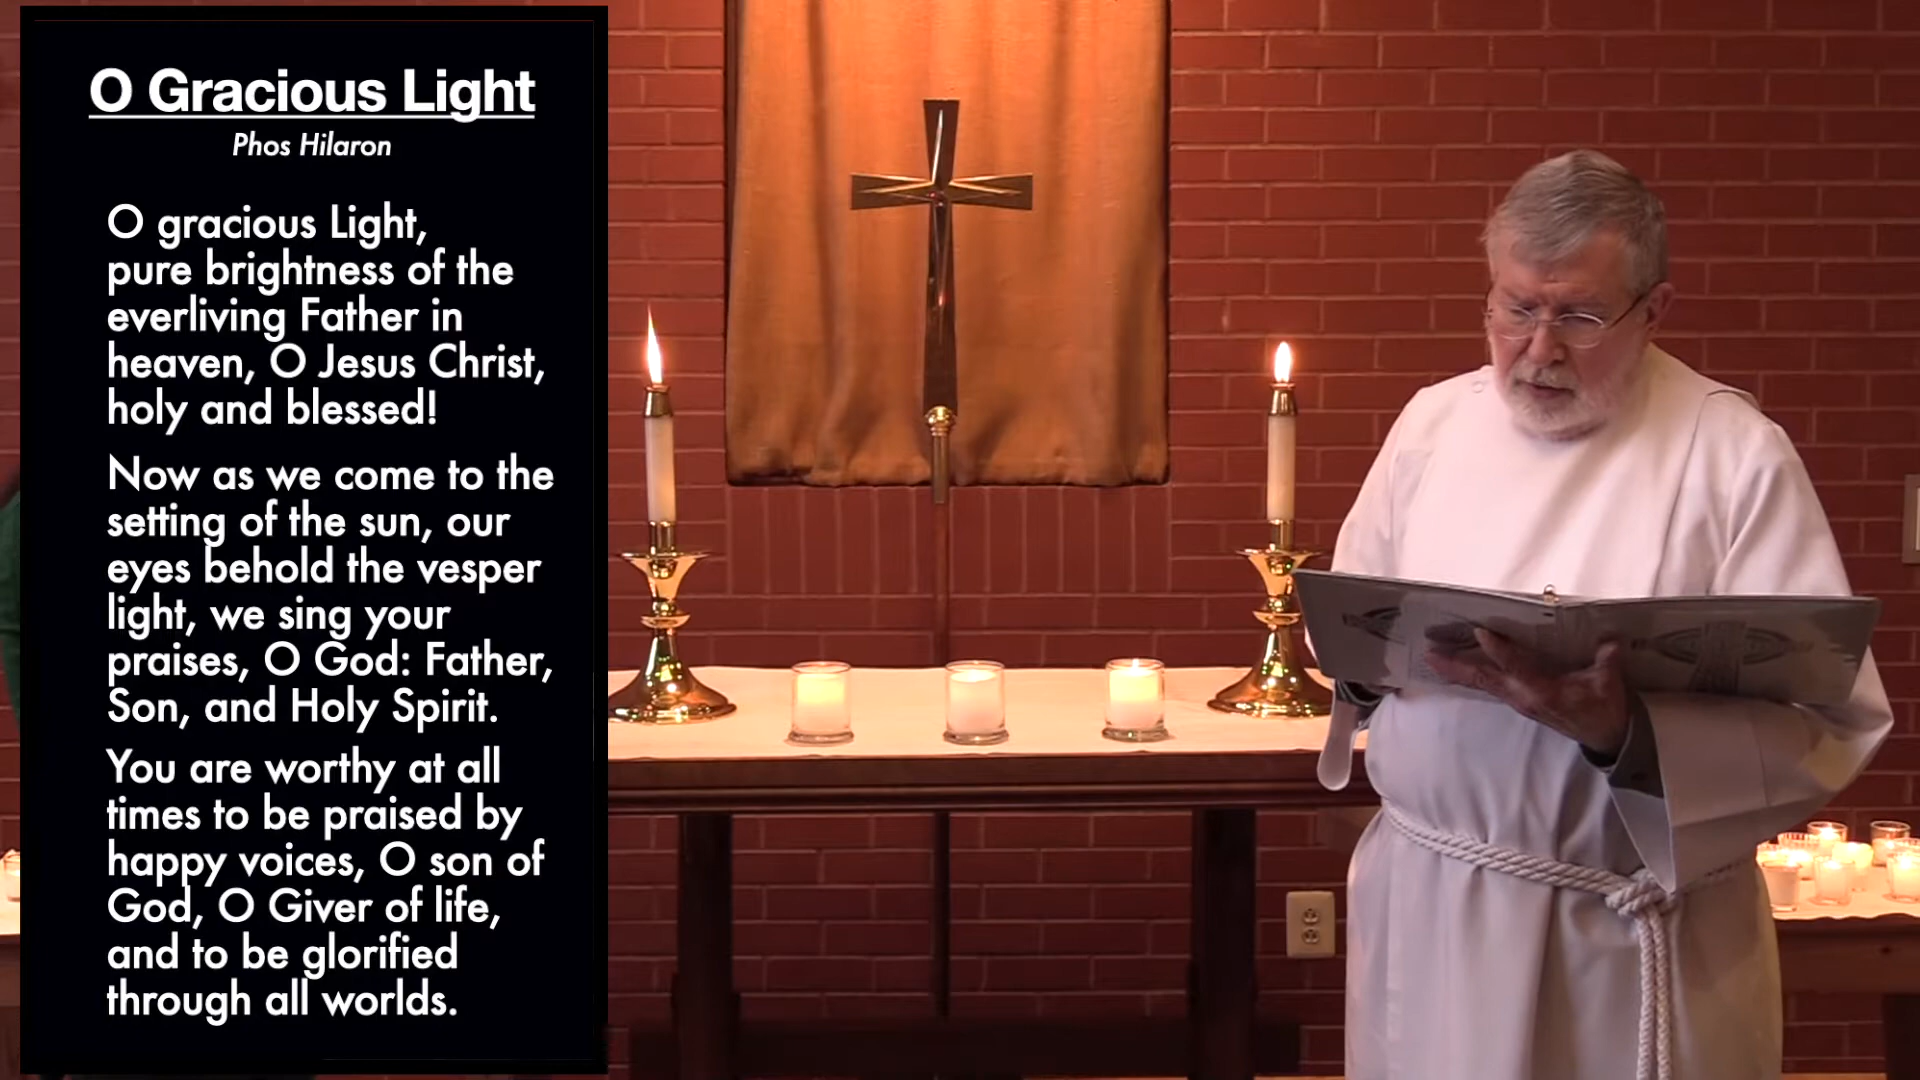 O Gracious Light
Phos Hilaron
O gracious Light,
pure brightness of the
everliving Father in
heaven, O Jesus Christ,
holy and blessed!
Now as we come to the
setting of the sun, our
eyes behold the vesper
light, we sing your
praises, O God: Father,
Son, and Holy Spirit.
You are worthy at all
times to be praised by
happy voices, O son of
God, O Giver of life,
and to be glorified
through all worlds.